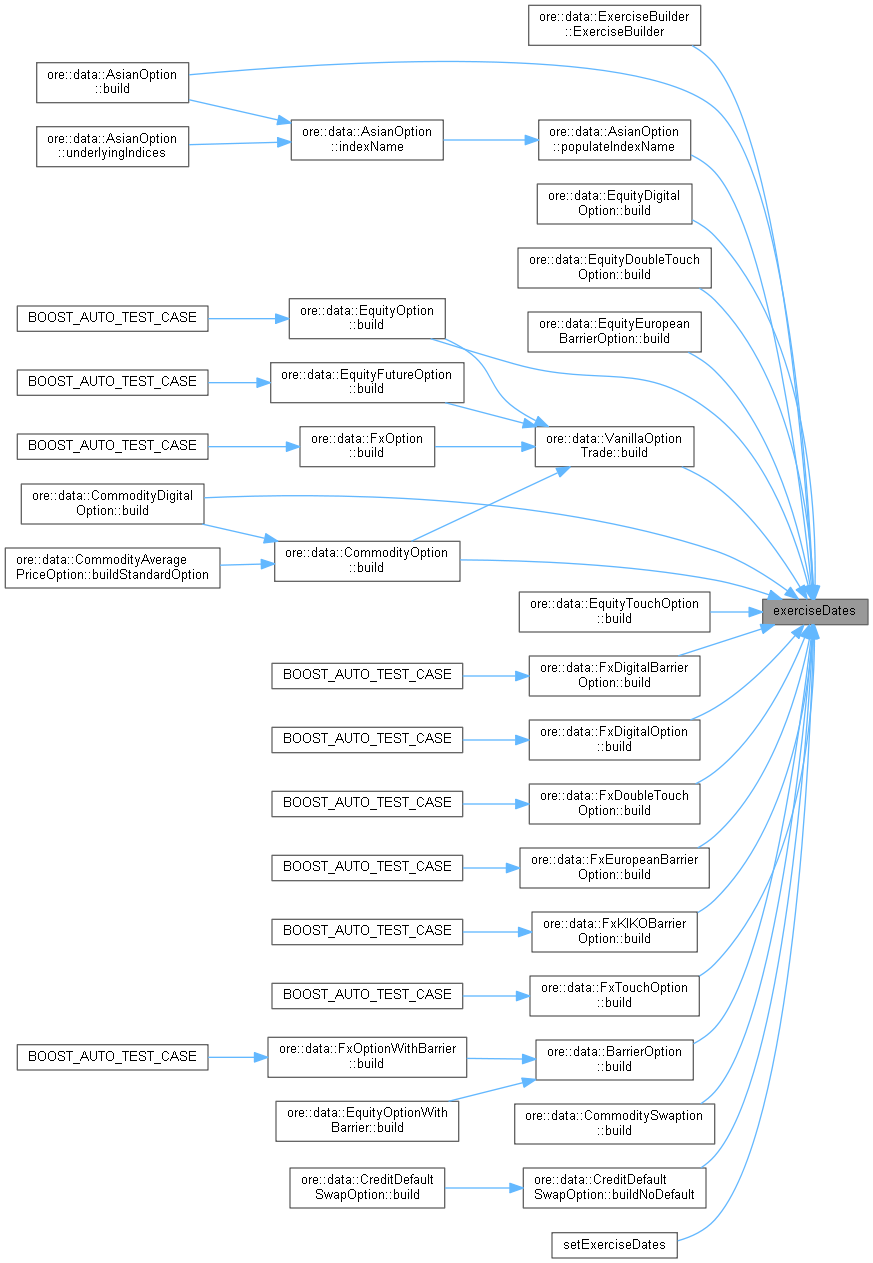 ore::data::ExerciseBuilder
::ExerciseBuilder
ore::data::AsianOption
::build
ore::data::AsianOption
::underlyingIndices
ore::data::AsianOption
::indexName
ore::data::AsianOption
::populateIndexName
ore::data::EquityDigital
Option::build
ore::data::EquityDoubleTouch
Option::build
ore::data::EquityEuropean
BarrierOption::build
BOOST_AUTO_TEST_CASE
ore::data::EquityOption
::build
BOOST_AUTO_TEST_CASE
ore::data::EquityFutureOption
::build
BOOST_AUTO_TEST_CASE
ore::data::FxOption
::build
ore::data::VanillaOption
Trade::build
ore::data::CommodityDigital
Option::build
ore::data::CommodityAverage
PriceOption::buildStandardOption
ore::data::CommodityOption
::build
ore::data::EquityTouchOption
::build
exerciseDates
BOOST_AUTO_TEST_CASE
ore::data::FxDigitalBarrier
Option::build
BOOST_AUTO_TEST_CASE
ore::data::FxDigitalOption
::build
BOOST_AUTO_TEST_CASE
ore::data::FxDoubleTouch
Option::build
BOOST_AUTO_TEST_CASE
ore::data::FxEuropeanBarrier
Option::build
BOOST_AUTO_TEST_CASE
ore::data::FxKIKOBarrier
Option::build
BOOST_AUTO_TEST_CASE
ore::data::FxTouchOption
::build
BOOST_AUTO_TEST_CASE
ore::data::FxOptionWithBarrier
::build
ore::data::BarrierOption
::build
ore::data::EquityOptionWith
Barrier::build
ore::data::CommoditySwaption
::build
ore::data::CreditDefault
SwapOption::build
ore::data::CreditDefault
SwapOption::buildNoDefault
setExerciseDates